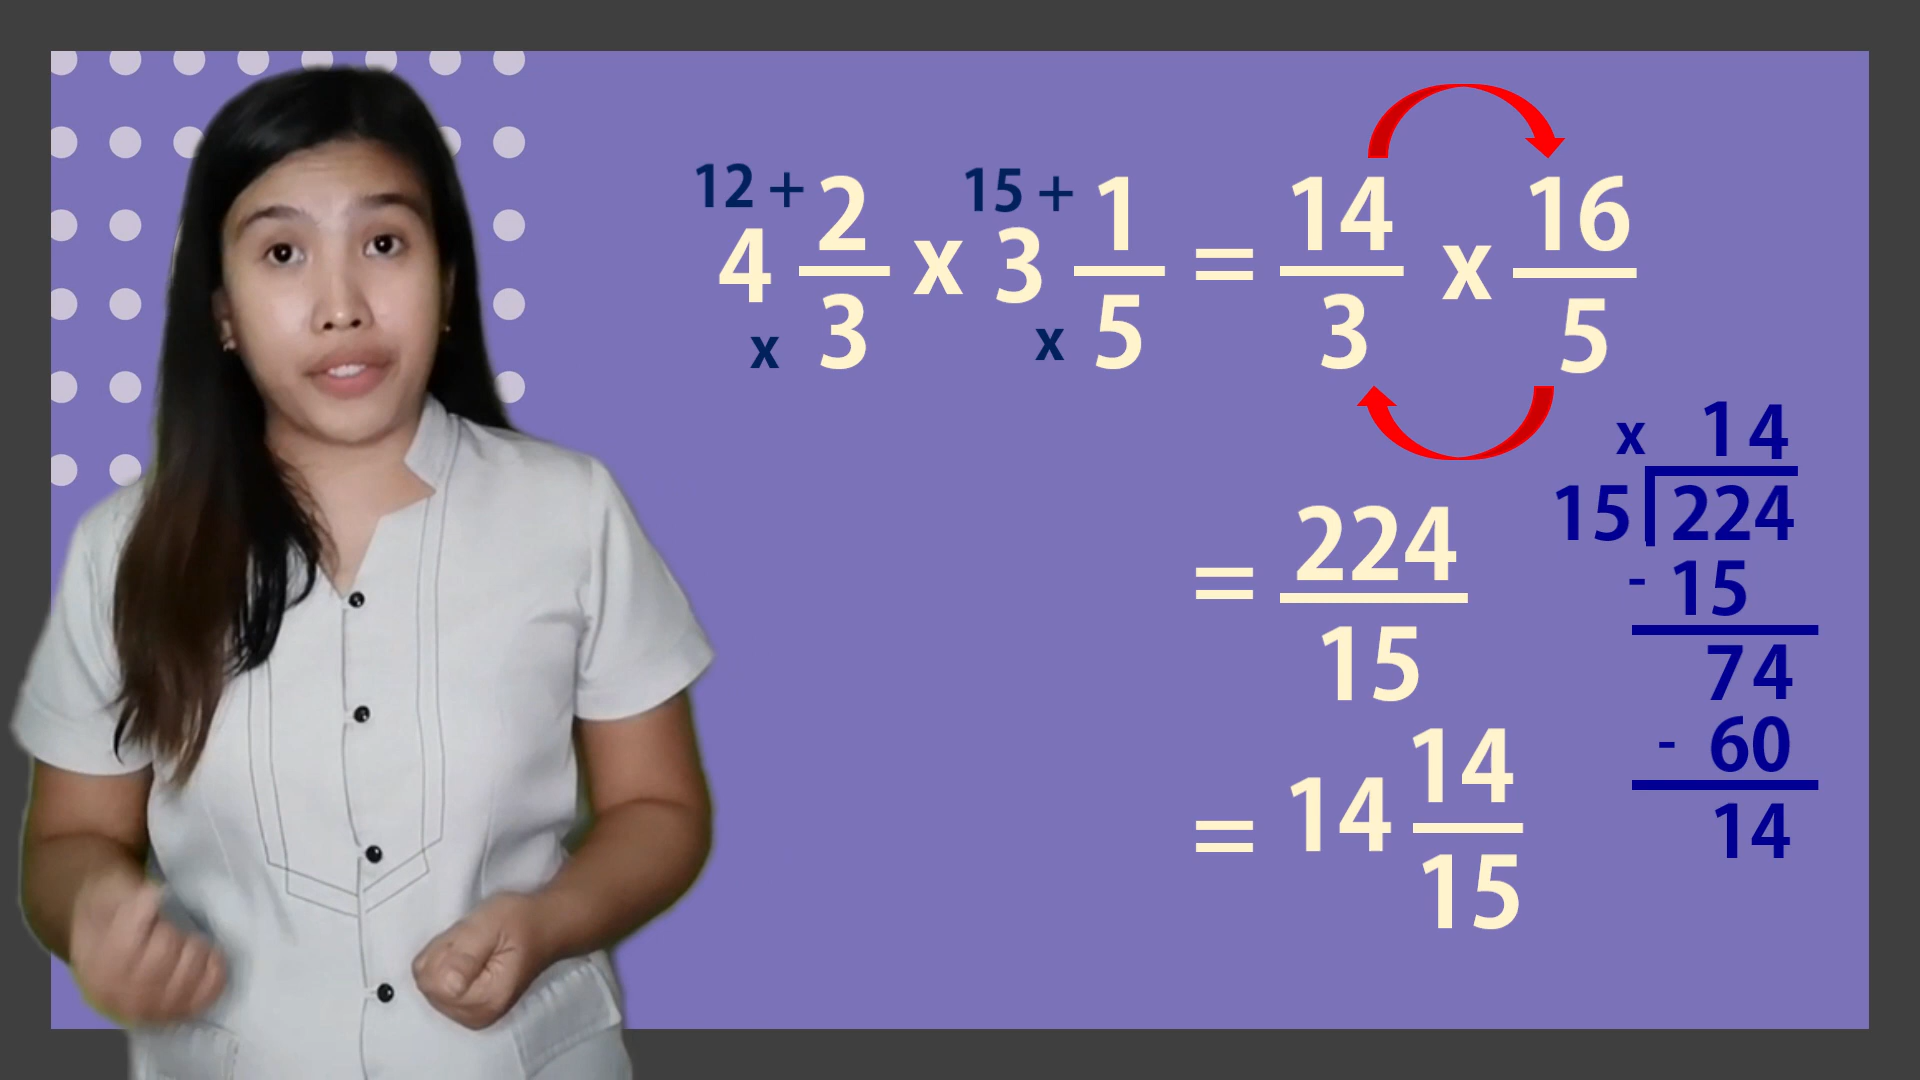 12 + 2 15 + 1 14 16
4 x 3 = x
x 3 x 5 3 5
x 14
15 224
= 224
15
- 15
74
- 60
14
= 14 14
15